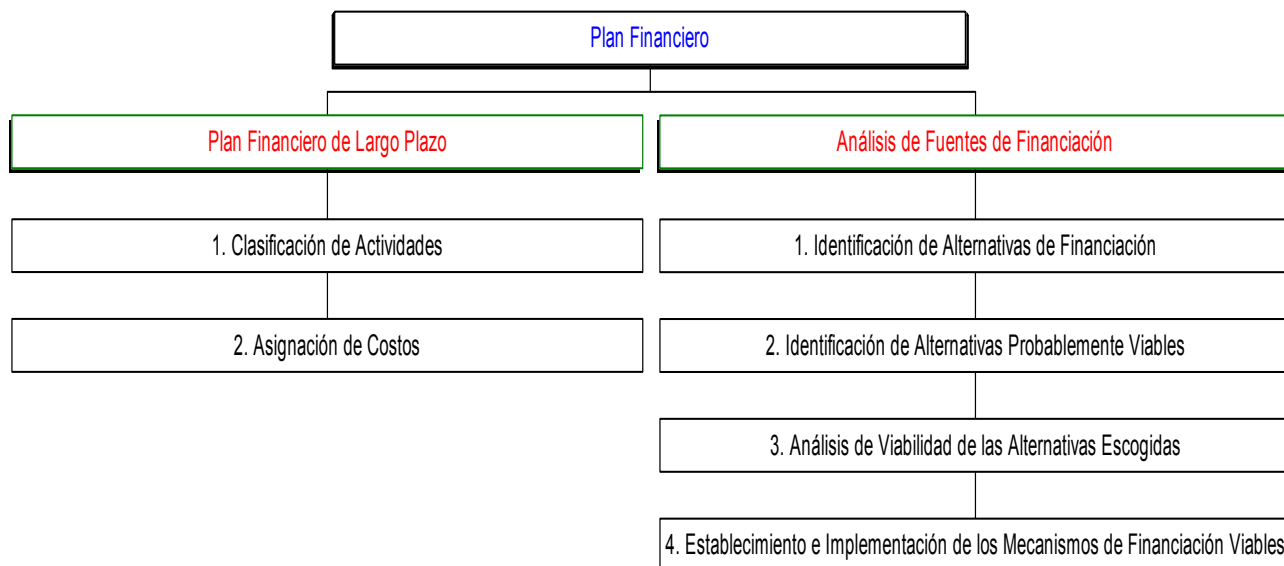 Plan Financiero
Plan Financiero de Largo Plazo
1. Clasificación de Actividades
2. Asignación de Costos
Análisis de Fuentes de Financiación
1. Identificación de Alternativas de Financiación
2. Identificación de Alternativas Probablemente Viables
3. Análisis de Viabilidad de las Alternativas Escogidas
4. Establecimiento e Implementación de los Mecanismos de Financiación Viables